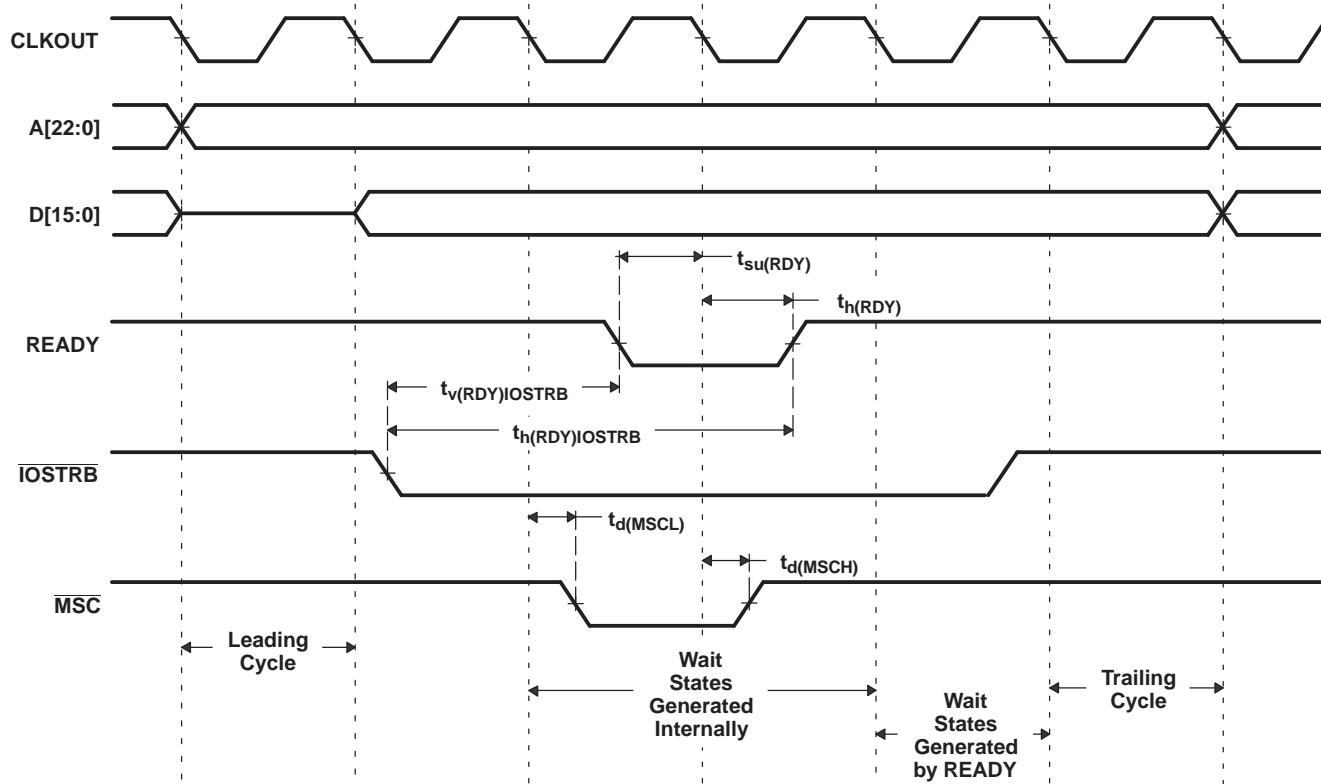 CLKOUT
A[22:0]
D[15:0]
tsu(RDY)
th(RDY)
READY
tv(RDY)IOSTRB
th(RDY)IOSTRB
IOSTRB
td(MSCL)
td(MSCH)
MSC
Leading
Cycle
Wait
States
Generated
Internally
Wait
States
Generated
by READY
Trailing
Cycle